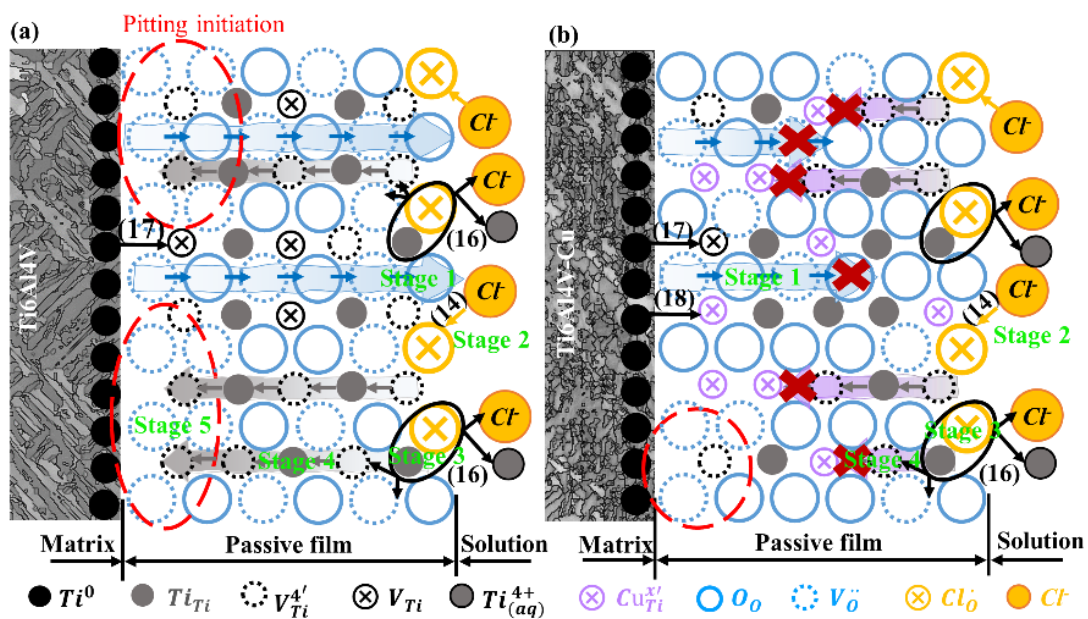 (a)
Pitting initiation
Ti6Al4V
Cl⁻
Cl⁻
(17)
(16)
Stage 1
Cl⁻
(14)
Stage 2
Cl⁻
Stage 5
Stage 4
Stage 3
(16)
Matrix
Passive film
Solution
(b)
Ti6Al4V-Cu
Cl⁻
Cl⁻
(17)
(16)
Stage 1
Cl⁻
(18)
(14)
Stage 2
Cl⁻
Stage 3
Stage 4
(16)
Matrix
Passive film
Solution
Ti⁰ Ti_Ti V_Ti^4′ V_Ti Ti_(aq)^4+ Cu_Ti^x′ O_O V_O^·· Cl_O^· Cl⁻